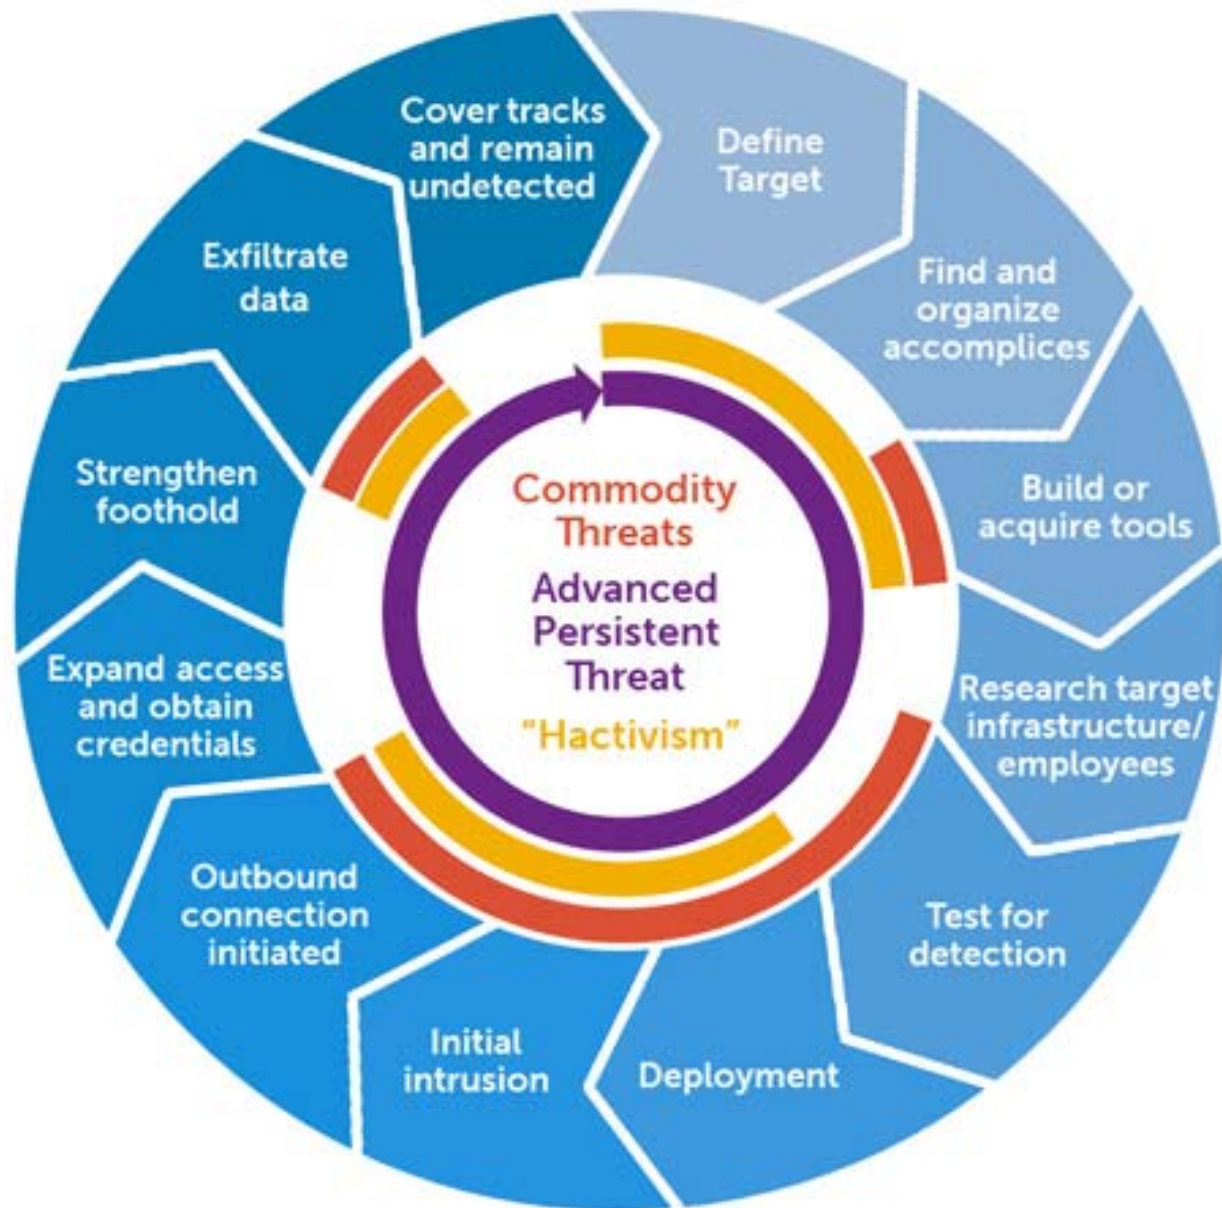 Cover tracks
and remain
undetected
Define
Target
Find and
organize
accomplices
Build or
acquire tools
Research target
infrastructure/
employees
Test for
detection
Deployment
Initial
intrusion
Outbound
connection
initiated
Expand access
and obtain
credentials
Strengthen
foothold
Exfiltrate
data
Commodity
Threats
Advanced
Persistent
Threat
"Hactivism"